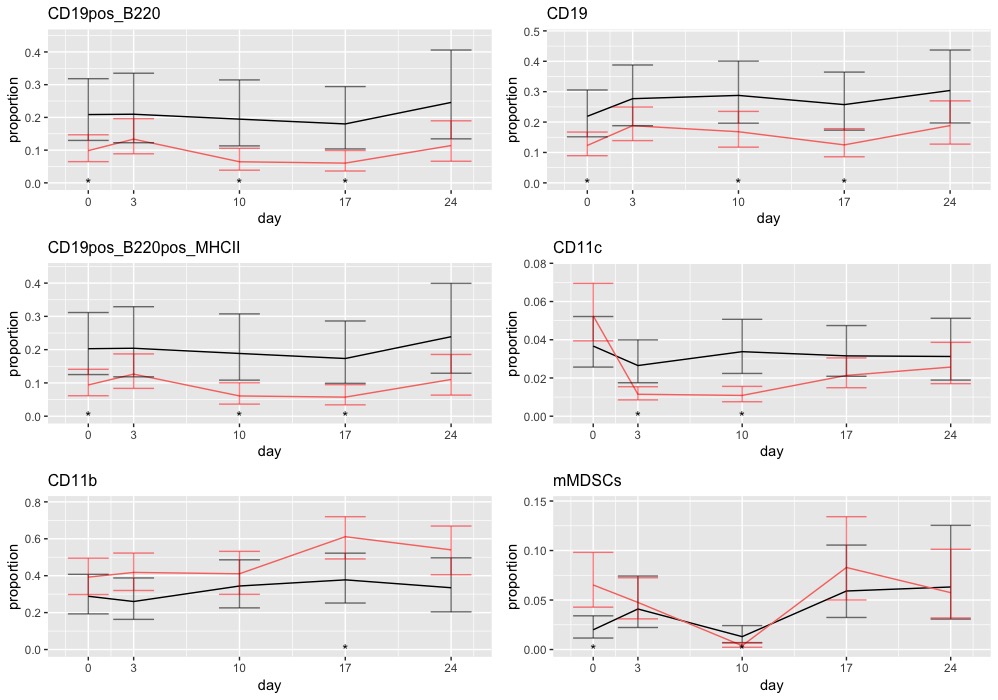 CD19pos_B220
proportion
0.4
0.3
0.2
0.1
0.0
* * *
0 3 10 17 24
day
CD19
proportion
0.5
0.4
0.3
0.2
0.1
0.0
* * *
0 3 10 17 24
day
CD19pos_B220pos_MHCII
proportion
0.4
0.3
0.2
0.1
0.0
* * *
0 3 10 17 24
day
CD11c
proportion
0.08
0.06
0.04
0.02
0.00
* *
0 3 10 17 24
day
CD11b
proportion
0.8
0.6
0.4
0.2
0.0
*
0 3 10 17 24
day
mMDSCs
proportion
0.15
0.10
0.05
0.00
* *
0 3 10 17 24
day